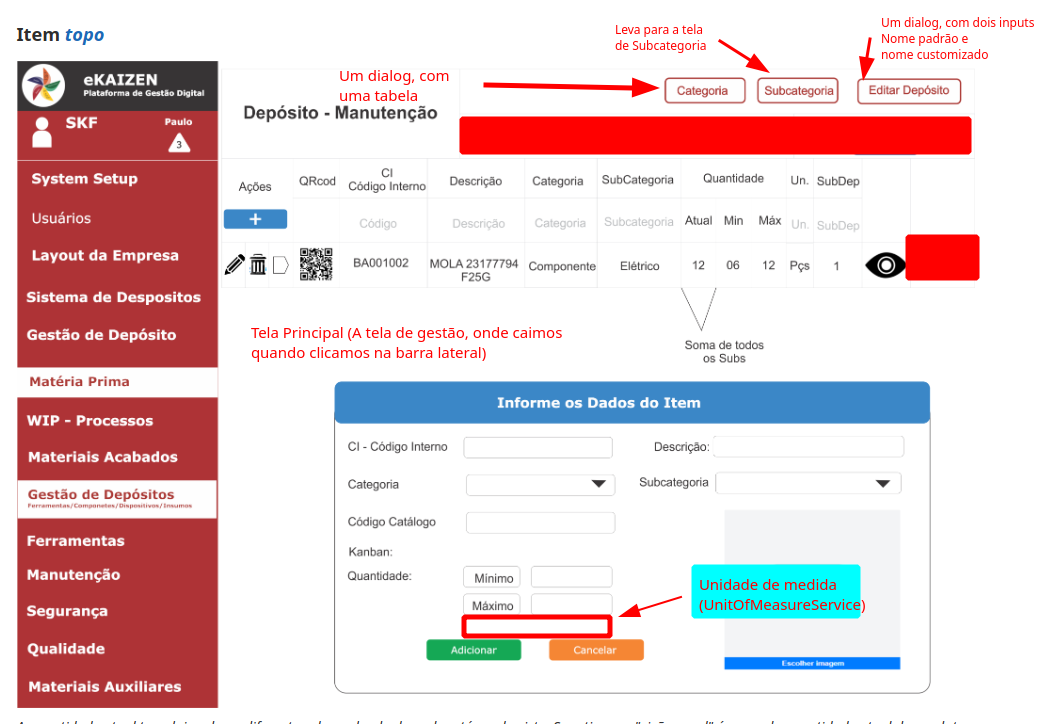 Item topo
Leva para a tela
de Subcategoria
Um dialog, com dois inputs
Nome padrão e
nome customizado
eKAIZEN
Plataforma de Gestão Digital
SKF
Paulo
3
Um dialog, com
uma tabela
Categoria
Subcategoria
Editar Depósito
Depósito - Manutenção
System Setup
Usuários
Layout da Empresa
Sistema de Despositos
Gestão de Depósito
Matéria Prima
WIP - Processos
Materiais Acabados
Gestão de Depósitos
Ferramentas/Componetes/Dispositivos/Insumos
Ferramentas
Manutenção
Segurança
Qualidade
Materiais Auxiliares
Ações
QRcod
CI
Código Interno
Descrição
Categoria
SubCategoria
Quantidade
Un.
SubDep
+
Código
Descrição
Categoria
Subcategoria
Atual
Min
Máx
Un.
SubDep
BA001002
MOLA 23177794
F25G
Componente
Elétrico
12
06
12
Pçs
1
Tela Principal (A tela de gestão, onde caimos
quando clicamos na barra lateral)
Soma de todos
os Subs
Informe os Dados do Item
CI - Código Interno
Descrição:
Categoria
Subcategoria
Código Catálogo
Kanban:
Quantidade:
Mínimo
Máximo
Unidade de medida
(UnitOfMeasureService)
Adicionar
Cancelar
Escolher imagem